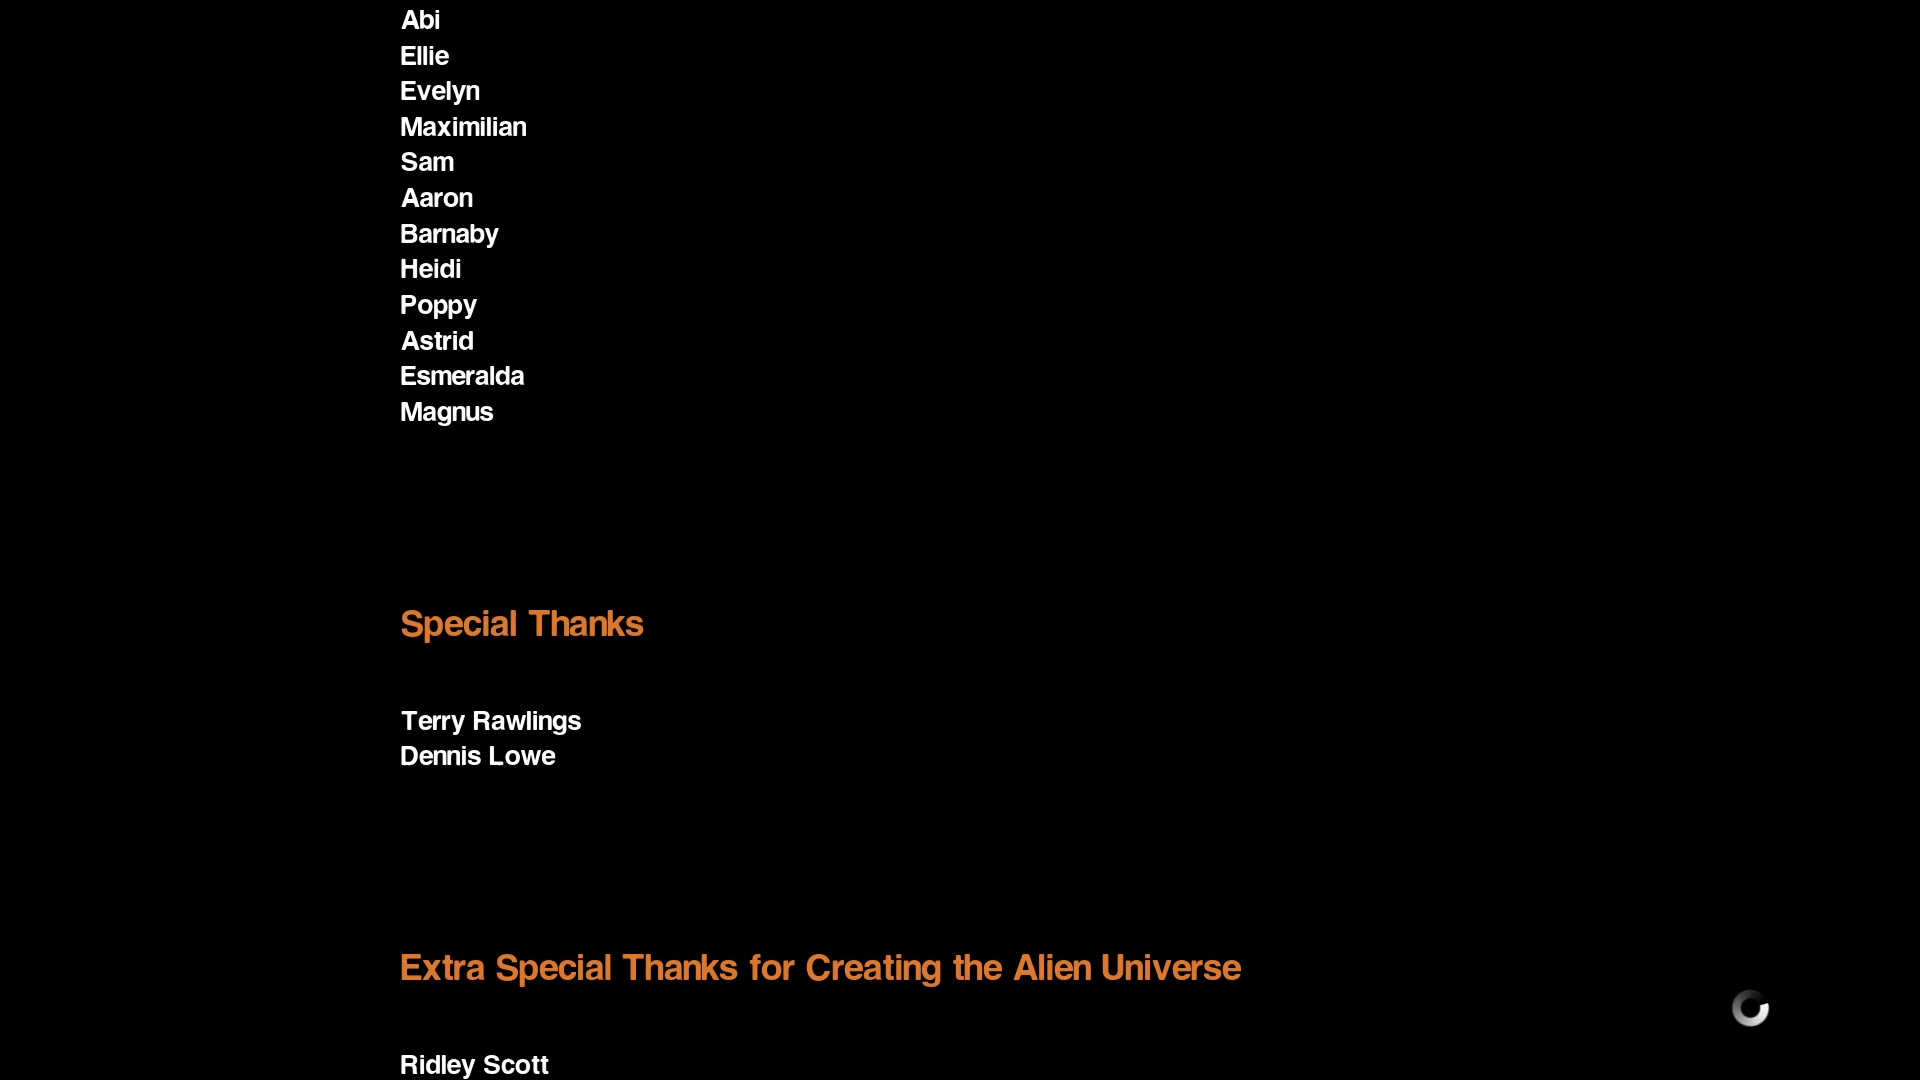 Abi
Ellie
Evelyn
Maximilian
Sam
Aaron
Barnaby
Heidi
Poppy
Astrid
Esmeralda
Magnus
Special Thanks
Terry Rawlings
Dennis Lowe
Extra Special Thanks for Creating the Alien Universe
Ridley Scott